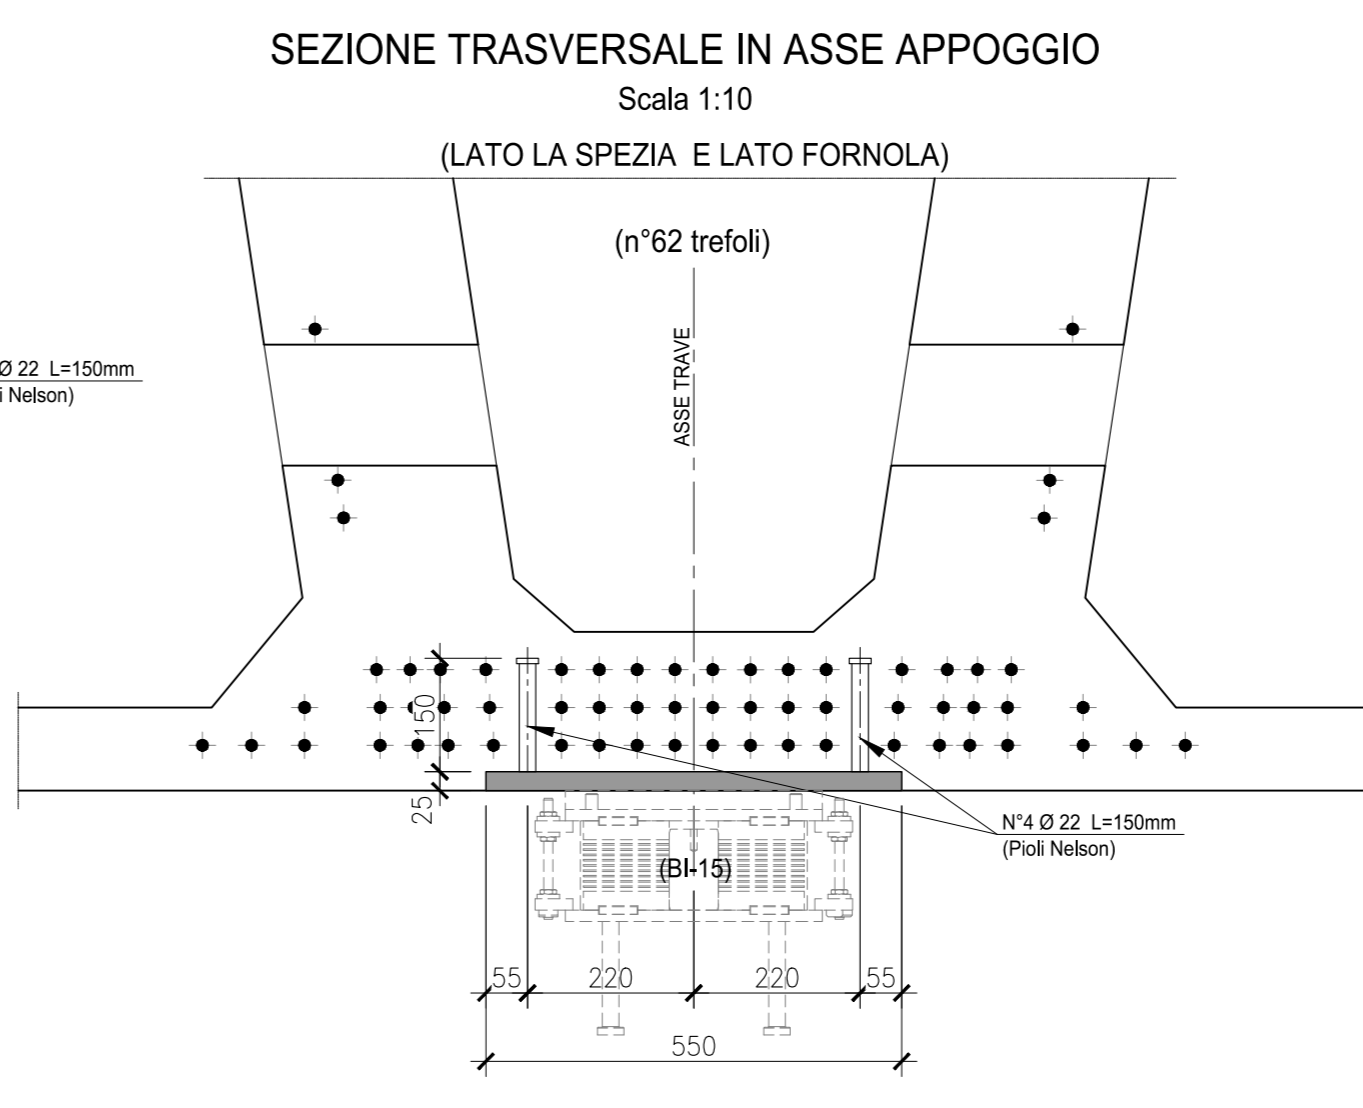 SEZIONE TRASVERSALE IN ASSE APPOGGIO
Scala 1:10
(LATO LA SPEZIA E LATO FORNOLA)
(n°62 trefoli)
ASSE TRAVE
Ø 22 L=150mm
i Nelson)
150
25
N°4 Ø 22 L=150mm
(Pioli Nelson)
(BI-15)
55
220
220
55
550